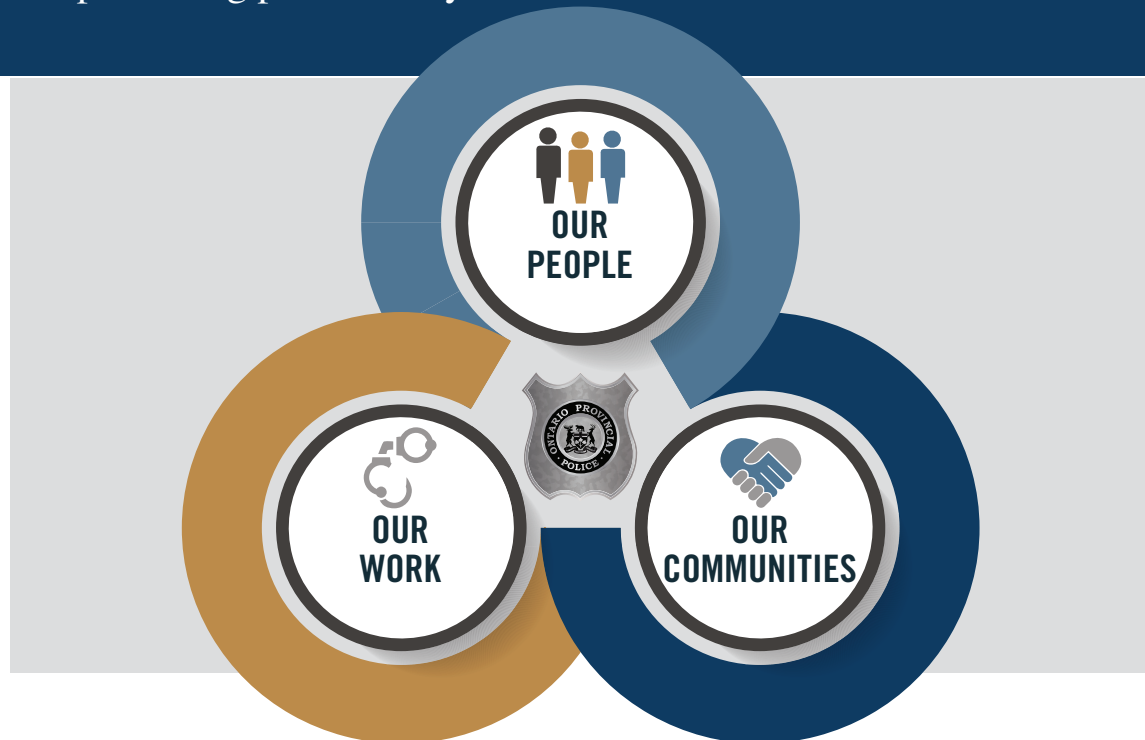 OUR
PEOPLE
ONTARIO PROVINCIAL
· POLICE ·
OUR
WORK
OUR
COMMUNITIES